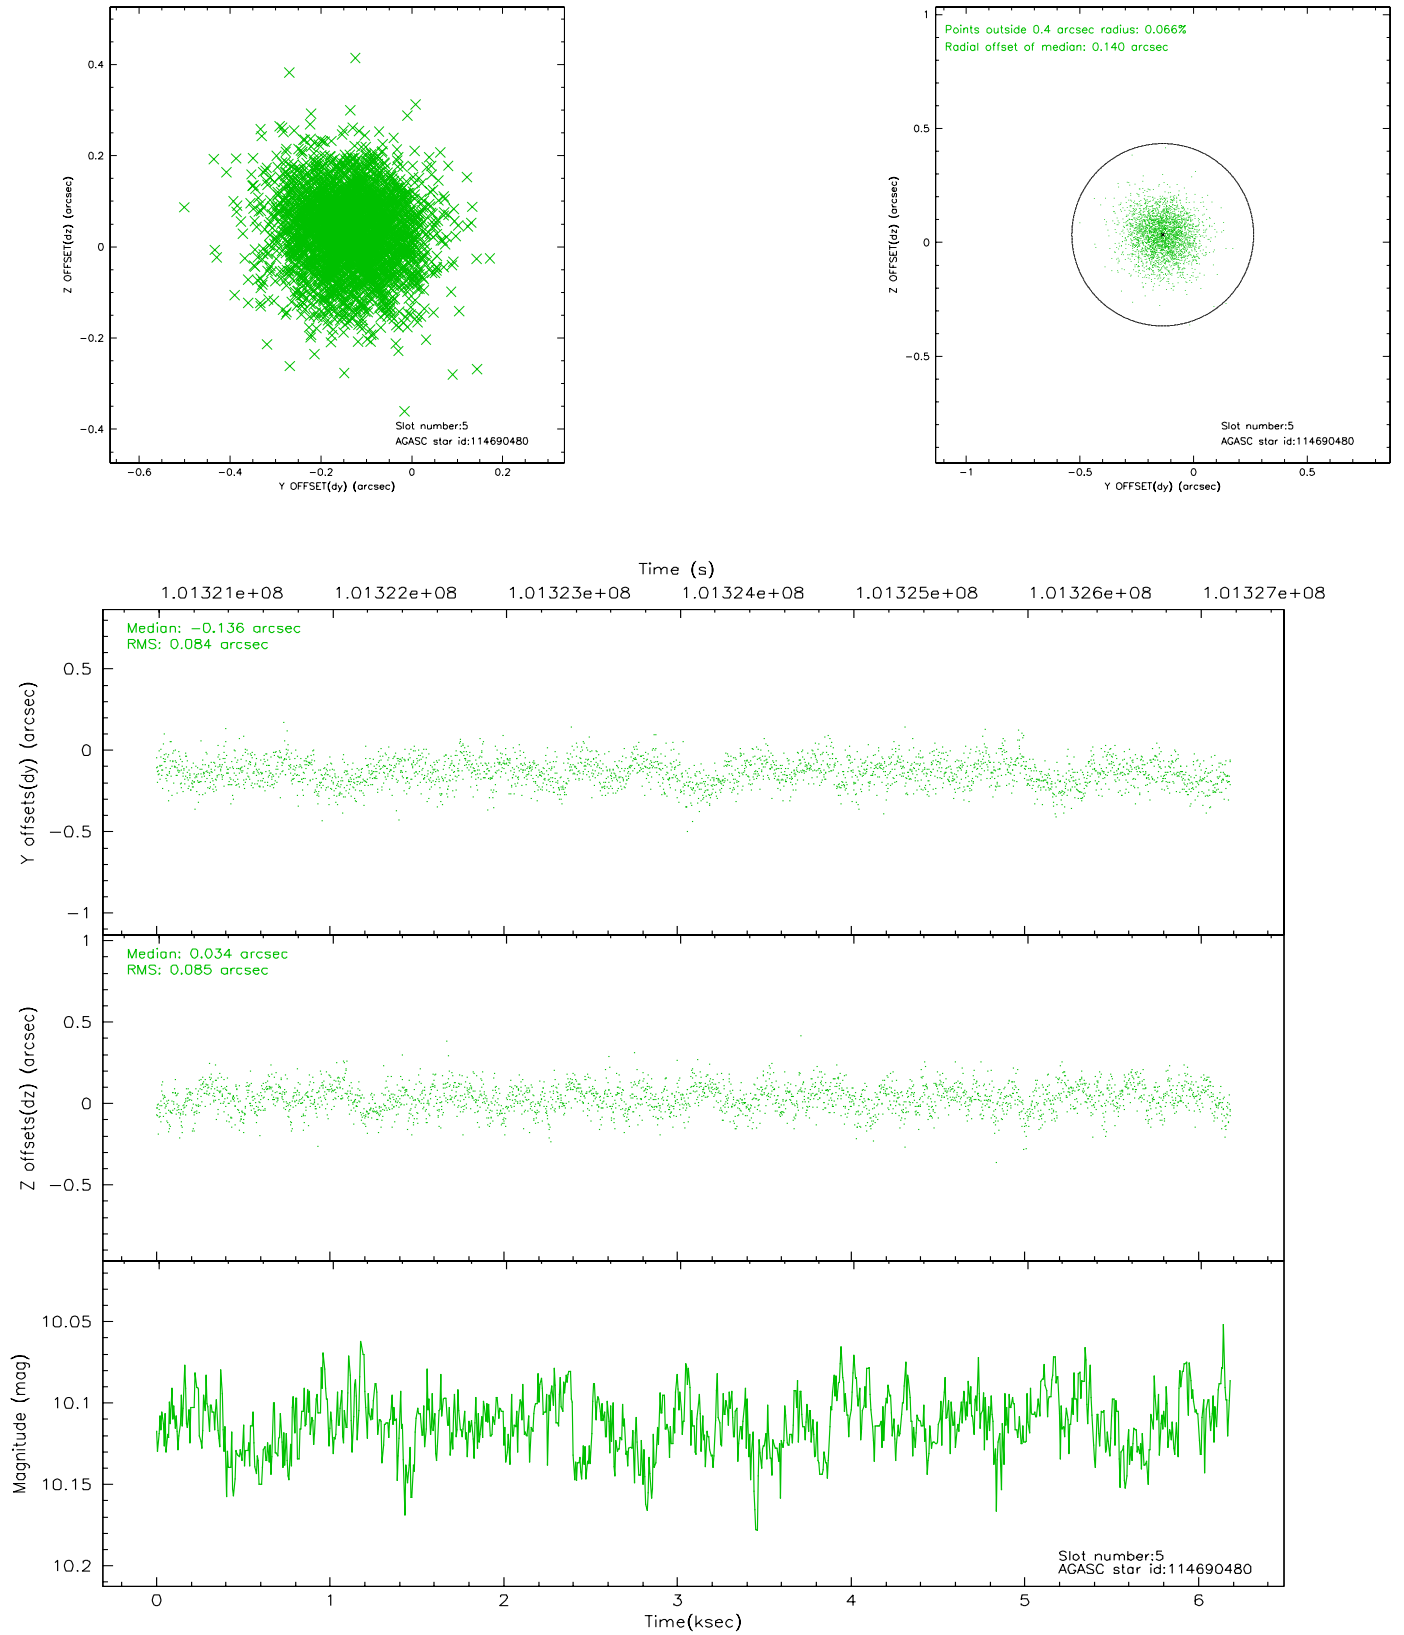 0.4
0.2
0
-0.2
-0.4
Z OFFSET(dz) (arcsec)
Slot number:5
AGASC star id:114690480
-0.6 -0.4 -0.2 0 0.2
Y OFFSET(dy) (arcsec)
Points outside 0.4 arcsec radius: 0.066%
Radial offset of median: 0.140 arcsec
1
0.5
0
-0.5
Z OFFSET(dz) (arcsec)
Slot number:5
AGASC star id:114690480
-1 -0.5 0 0.5
Y OFFSET(dy) (arcsec)
Time (s)
1.01321e+08 1.01322e+08 1.01323e+08 1.01324e+08 1.01325e+08 1.01326e+08 1.01327e+08
Median: -0.136 arcsec
RMS: 0.084 arcsec
0.5
0
-0.5
-1
Y offsets(dy) (arcsec)
Median: 0.034 arcsec
RMS: 0.085 arcsec
1
0.5
0
-0.5
Z offsets(dz) (arcsec)
10.05
10.1
10.15
10.2
Magnitude (mag)
Slot number:5
AGASC star id:114690480
0 1 2 3 4 5 6
Time(ksec)